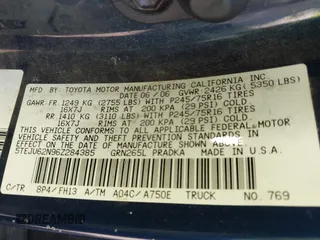 MFD. BY:
TOYOTA MOTOR MANUFACTURING CALIFORNIA INC.
DATE 06/06 GVWR 2426 KG (5350 LBS)
GAWR: FR 1249 KG (2755 LBS) WITH P245/75R16 TIRES
16X7J RIMS AT 200 KPA (29 PSI) COLD
RR 1410 KG (3110 LBS) WITH P245/75R16 TIRES
16X7J RIMS AT 200 KPA (29 PSI) COLD
THIS VEHICLE CONFORMS TO ALL APPLICABLE FEDERAL MOTOR
VEHICLE SAFETY AND THEFT PREVENTION STANDARDS
IN EFFECT ON THE DATE OF MANUFACTURE SHOWN ABOVE.
5TEJU62N96Z284385 GRN265L PRADKA MADE IN U.S.A.
C/TR 8P4/FH13 A/TM A04C/A750E TRUCK NO.769
DREAMBID